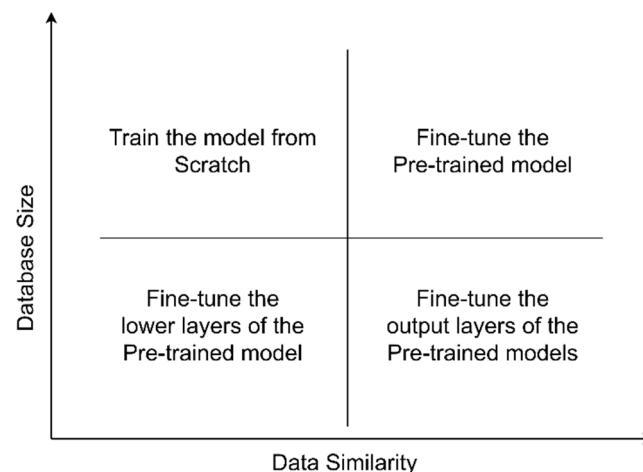 Train the model from
Scratch
Fine-tune the
Pre-trained model
Fine-tune the
lower layers of the
Pre-trained model
Fine-tune the
output layers of the
Pre-trained models
Database Size
Data Similarity